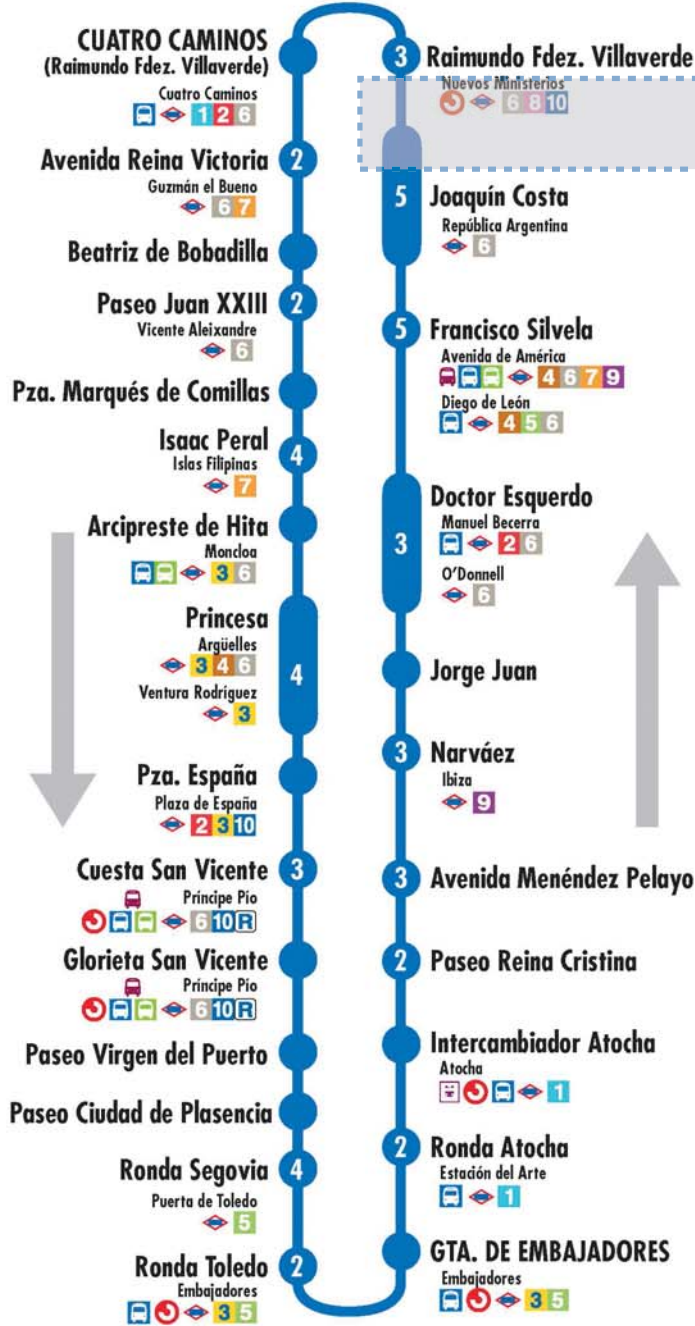 CUATRO CAMINOS
(Raimundo Fdez. Villaverde)
Cuatro Caminos
1 2 6
Avenida Reina Victoria
2
Guzmán el Bueno
6 7
Beatriz de Bobadilla
Paseo Juan XXIII
2
Vicente Aleixandre
6
Pza. Marqués de Comillas
Isaac Peral
4
Islas Filipinas
7
Arcipreste de Hita
Moncloa
3 6
Princesa
Argüelles
3 4 6
4
Ventura Rodríguez
3
Pza. España
Plaza de España
2 3 10
Cuesta San Vicente
3
Príncipe Pío
6 10 R
Glorieta San Vicente
Príncipe Pío
6 10 R
Paseo Virgen del Puerto
Paseo Ciudad de Plasencia
Ronda Segovia
4
Puerta de Toledo
5
Ronda Toledo
2
Embajadores
3 5
3
Raimundo Fdez. Villaverde
Nuevos Ministerios
6 8 10
5
Joaquín Costa
República Argentina
6
5
Francisco Silvela
Avenida de América
4 6 7 9
Diego de León
4 5 6
Doctor Esquerdo
Manuel Becerra
2 6
3
O'Donnell
6
Jorge Juan
3
Narváez
Ibiza
9
3
Avenida Menéndez Pelayo
2
Paseo Reina Cristina
Intercambiador Atocha
Atocha
1
2
Ronda Atocha
Estación del Arte
1
GTA. DE EMBAJADORES
Embajadores
3 5